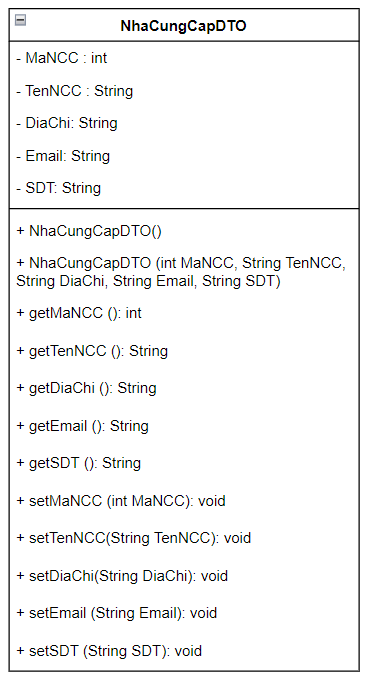 NhaCungCapDTO
- MaNCC : int
- TenNCC : String
- DiaChi: String
- Email: String
- SDT: String
+ NhaCungCapDTO()
+ NhaCungCapDTO (int MaNCC, String TenNCC,
String DiaChi, String Email, String SDT)
+ getMaNCC (): int
+ getTenNCC (): String
+ getDiaChi (): String
+ getEmail (): String
+ getSDT (): String
+ setMaNCC (int MaNCC): void
+ setTenNCC(String TenNCC): void
+ setDiaChi(String DiaChi): void
+ setEmail (String Email): void
+ setSDT (String SDT): void